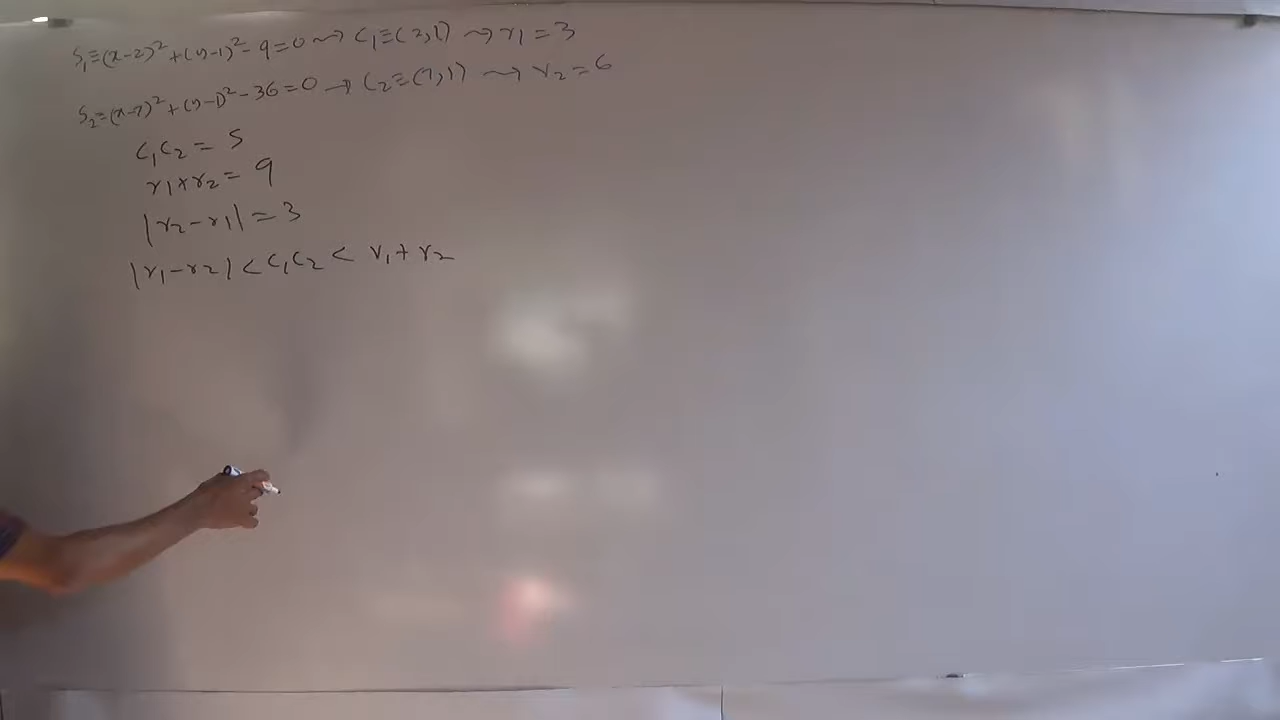 S₁≡(x-2)²+(y-1)²-9=0 ⇝ C₁≡(2,1) ⇝ r₁=3
S₂≡(x-7)²+(y-1)²-36=0 → C₂≡(7,1) ⇝ r₂=6
C₁C₂ = 5
r₁+r₂ = 9
|r₂-r₁| = 3
|r₁-r₂| < C₁C₂ < r₁+r₂